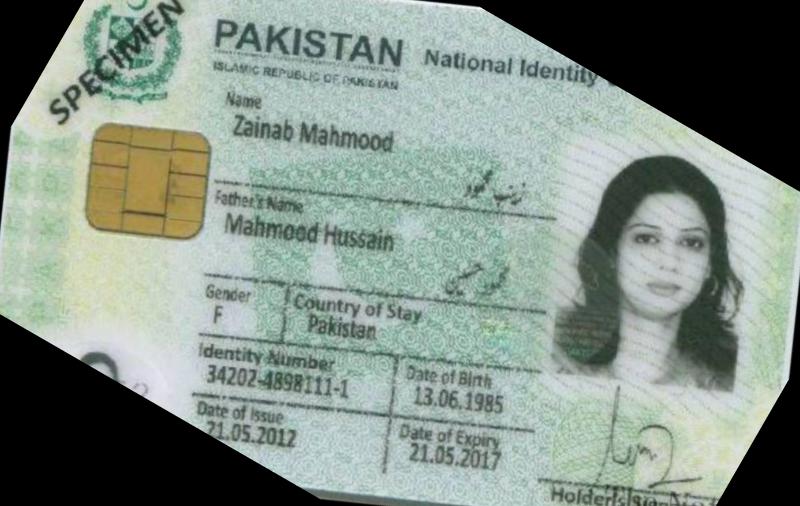 SPECIMEN
PAKISTAN National Identity
ISLAMIC REPUBLIC OF PAKISTAN
Name
Zainab Mahmood
زینب محمود
Father's Name
Mahmood Hussain
محمود حسین
Gender
F
Country of Stay
Pakistan
Identity Number
34202-4898111-1
Date of Birth
13.06.1985
Date of Issue
21.05.2012
Date of Expiry
21.05.2017
Holder's